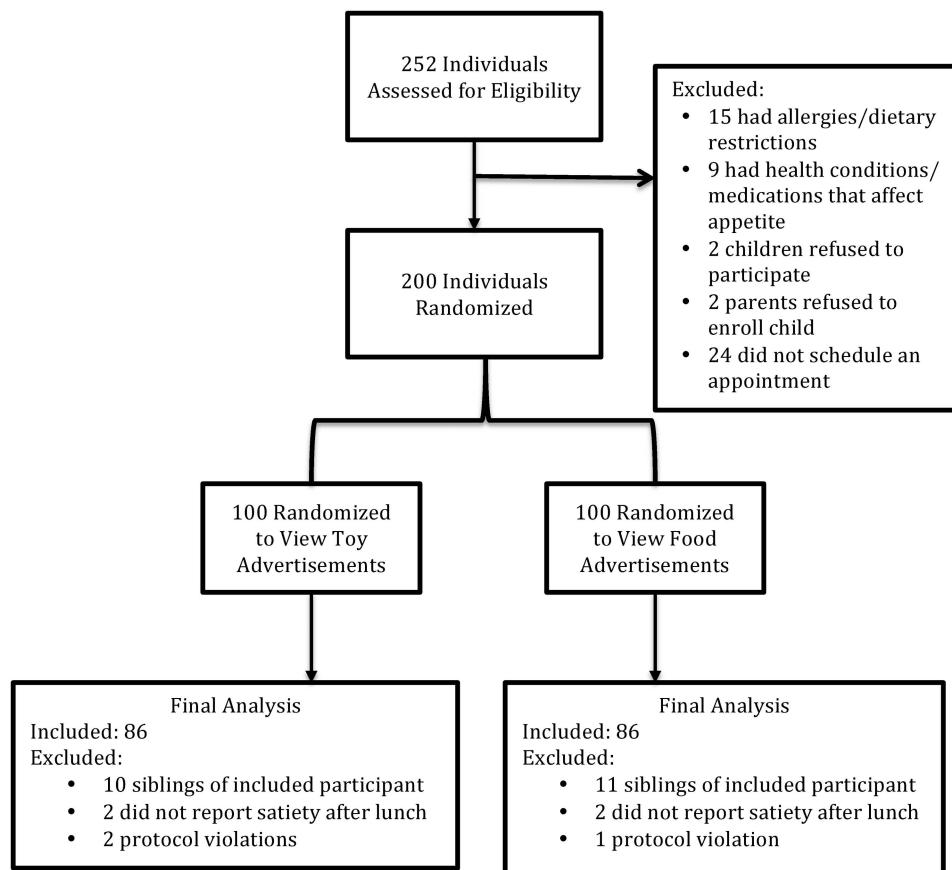 252 Individuals
Assessed for Eligibility
Excluded:
• 15 had allergies/dietary
restrictions
• 9 had health conditions/
medications that affect
appetite
• 2 children refused to
participate
• 2 parents refused to
enroll child
• 24 did not schedule an
appointment
200 Individuals
Randomized
100 Randomized
to View Toy
Advertisements
100 Randomized
to View Food
Advertisements
Final Analysis
Included: 86
Excluded:
• 10 siblings of included participant
• 2 did not report satiety after lunch
• 2 protocol violations
Final Analysis
Included: 86
Excluded:
• 11 siblings of included participant
• 2 did not report satiety after lunch
• 1 protocol violation